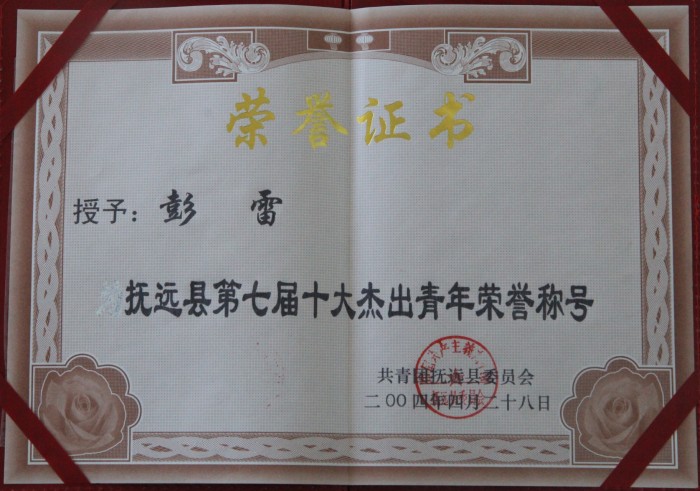 荣誉证书
授予：彭雷
抚远县第七届十大杰出青年荣誉称号
共青团抚远县委员会
二〇〇四年四月二十八日